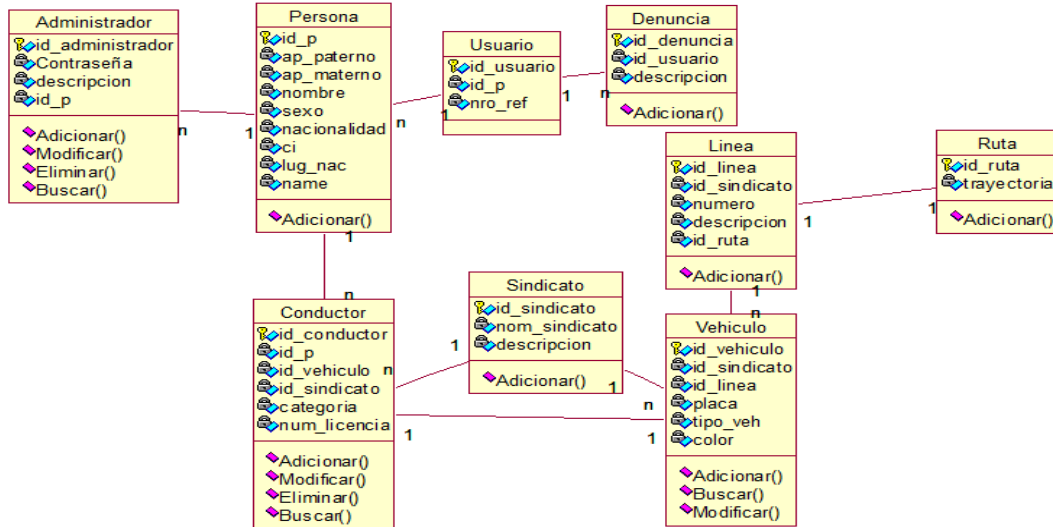 Administrador
id_administrador
Contraseña
descripcion
id_p
Adicionar()
Modificar()
Eliminar()
Buscar()
n
1
Persona
id_p
ap_paterno
ap_materno
nombre
sexo
nacionalidad
ci
lug_nac
name
Adicionar()
n
1
Usuario
id_usuario
id_p
nro_ref
1
n
Denuncia
id_denuncia
id_usuario
descripcion
Adicionar()
Linea
id_linea
id_sindicato
numero
descripcion
id_ruta
Adicionar()
1
1
Ruta
id_ruta
trayectoria
Adicionar()
1
n
Conductor
id_conductor
id_p
id_vehiculo
id_sindicato
categoria
num_licencia
Adicionar()
Modificar()
Eliminar()
Buscar()
n
1
Sindicato
id_sindicato
nom_sindicato
descripcion
Adicionar()
1
n
1
1
1
n
Vehiculo
id_vehiculo
id_sindicato
id_linea
placa
tipo_veh
color
Adicionar()
Buscar()
Modificar()